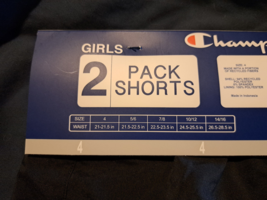 GIRLS
Champ
2 PACK SHORTS
SIZE 4 5/6 7/8 10/12 14/16
WAIST 21-21.5 in 21.5-22.5 in 22.5-23.5 in 24.5-25.5 in 26.5-28.5 in
4 4